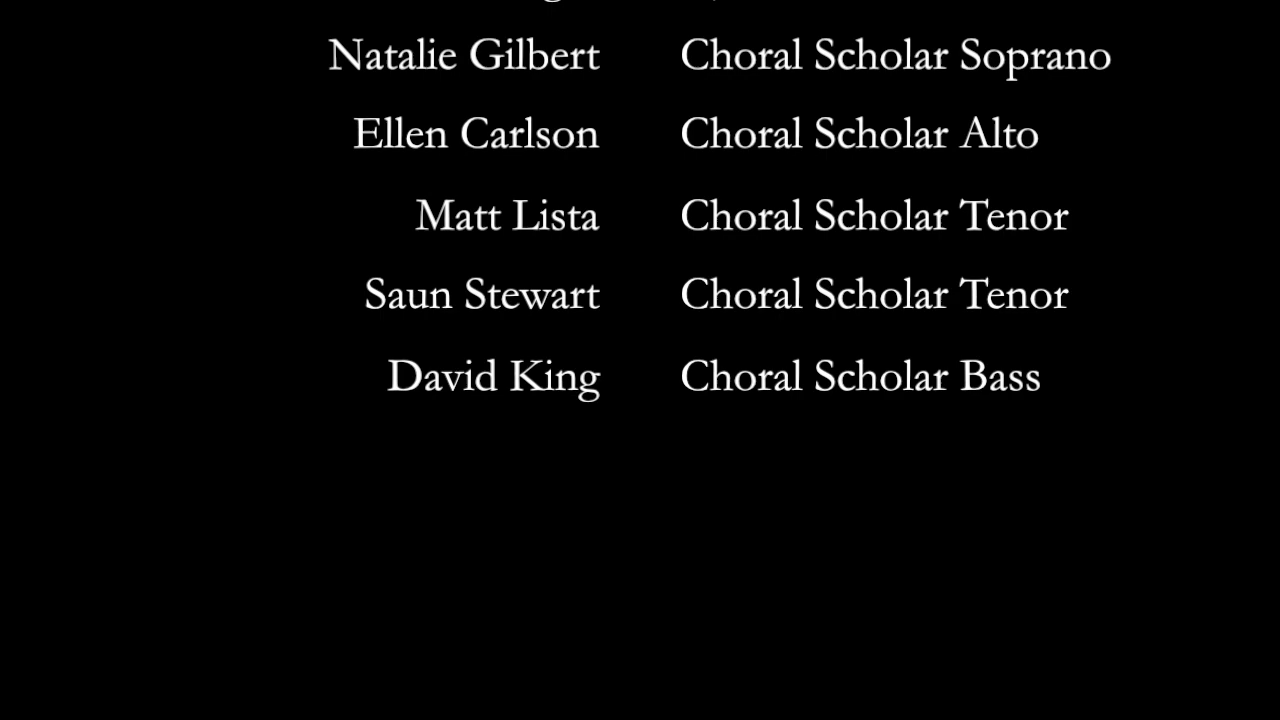 Natalie Gilbert Choral Scholar Soprano
Ellen Carlson Choral Scholar Alto
Matt Lista Choral Scholar Tenor
Saun Stewart Choral Scholar Tenor
David King Choral Scholar Bass